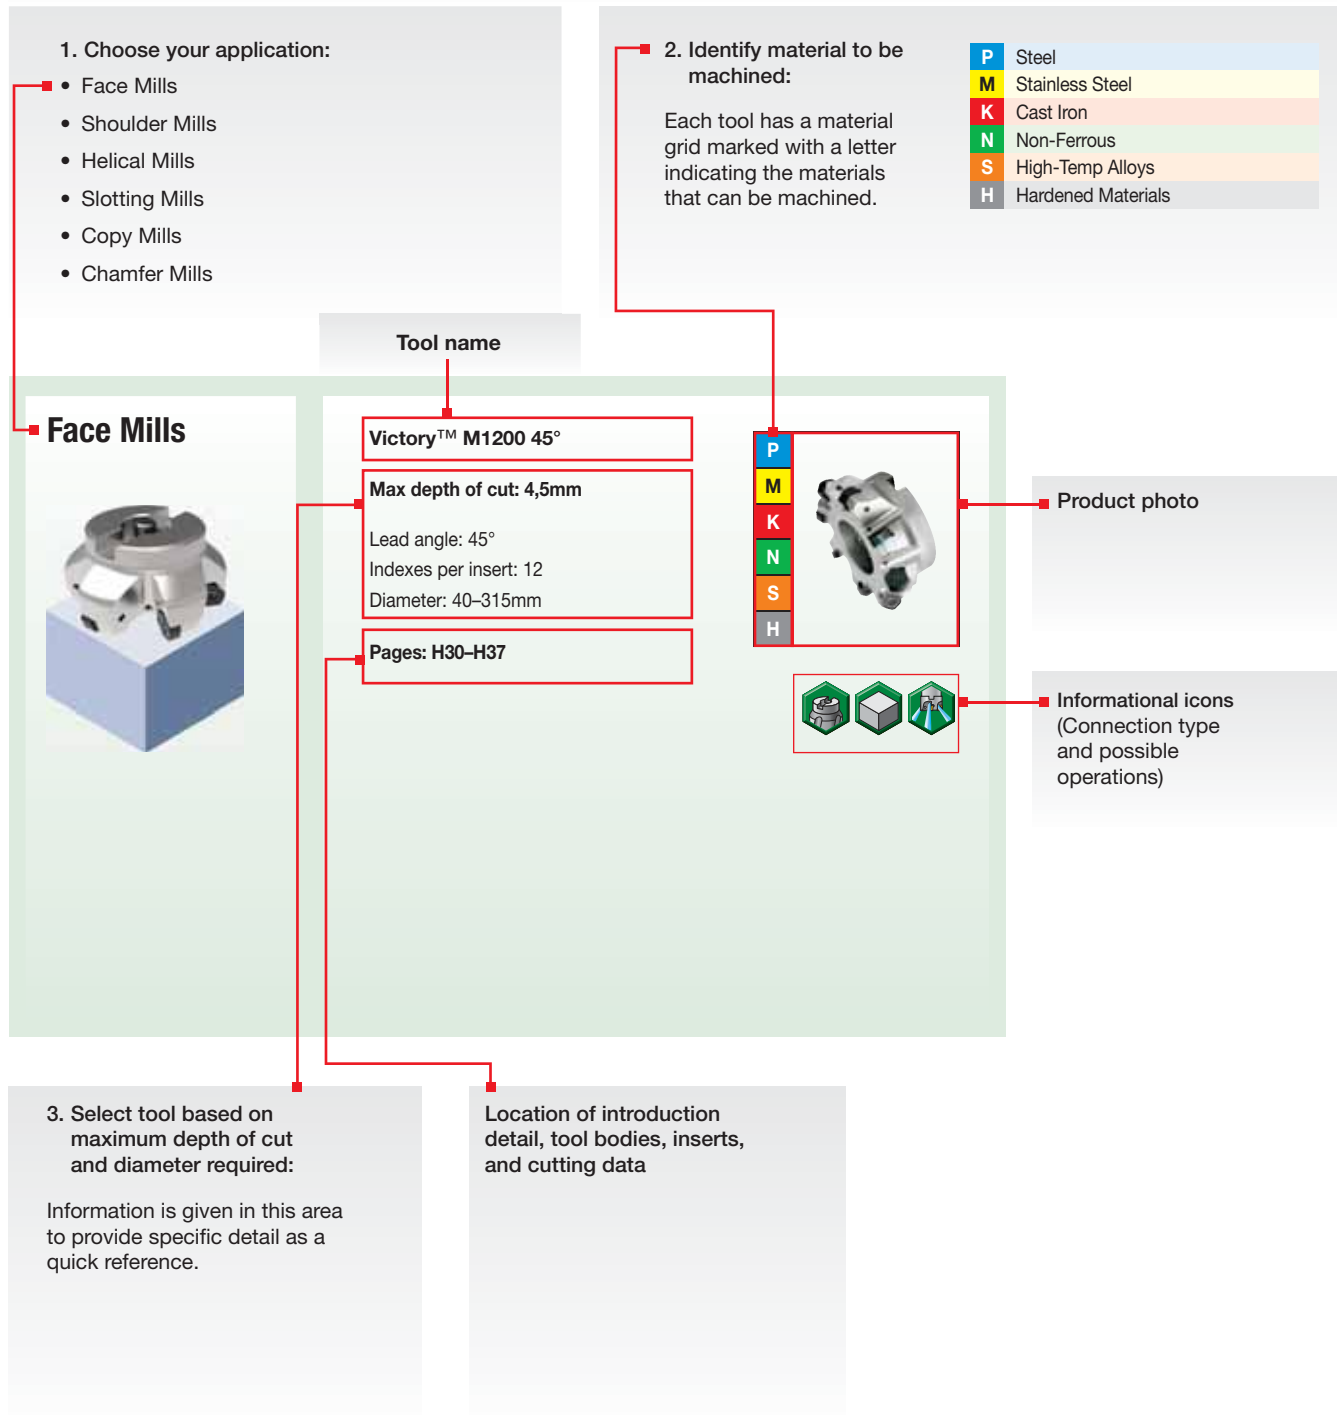 1. Choose your application:
• Face Mills
• Shoulder Mills
• Helical Mills
• Slotting Mills
• Copy Mills
• Chamfer Mills
2. Identify material to be
machined:
Each tool has a material
grid marked with a letter
indicating the materials
that can be machined.
P Steel
M Stainless Steel
K Cast Iron
N Non-Ferrous
S High-Temp Alloys
H Hardened Materials
Tool name
Face Mills
Victory™ M1200 45°
Max depth of cut: 4,5mm
Lead angle: 45°
Indexes per insert: 12
Diameter: 40–315mm
Pages: H30–H37
P
M
K
N
S
H
Product photo
Informational icons
(Connection type
and possible
operations)
3. Select tool based on
maximum depth of cut
and diameter required:
Information is given in this area
to provide specific detail as a
quick reference.
Location of introduction
detail, tool bodies, inserts,
and cutting data